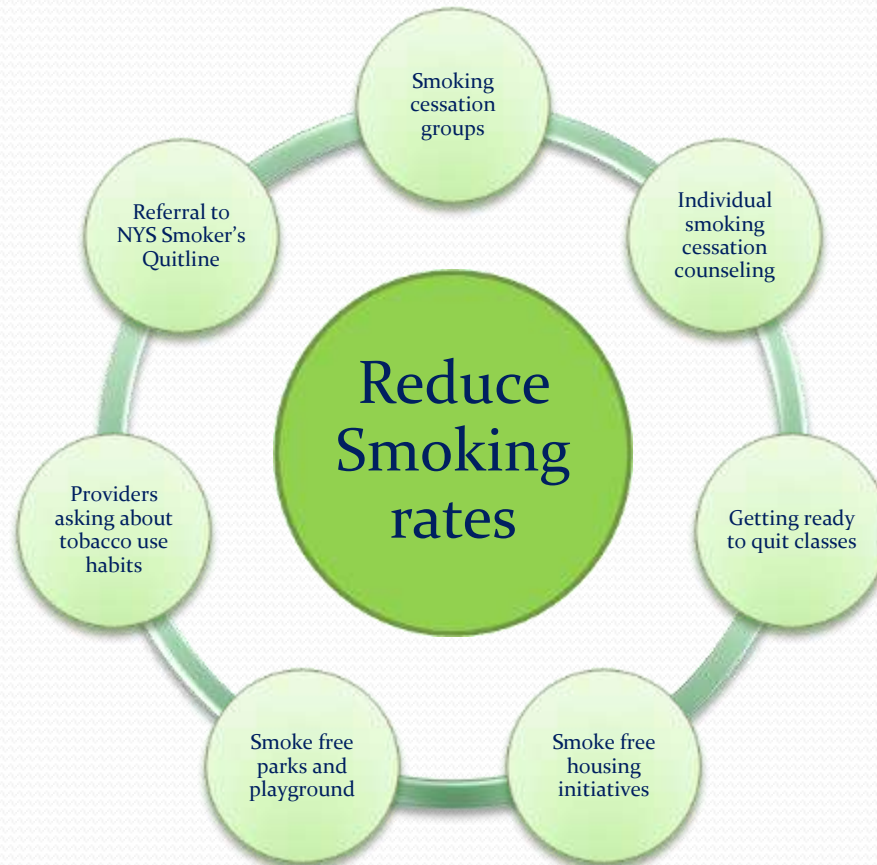 Smoking
cessation
groups
Individual
smoking
cessation
counseling
Getting ready
to quit classes
Smoke free
housing
initiatives
Smoke free
parks and
playground
Providers
asking about
tobacco use
habits
Referral to
NYS Smoker's
Quitline
Reduce
Smoking
rates